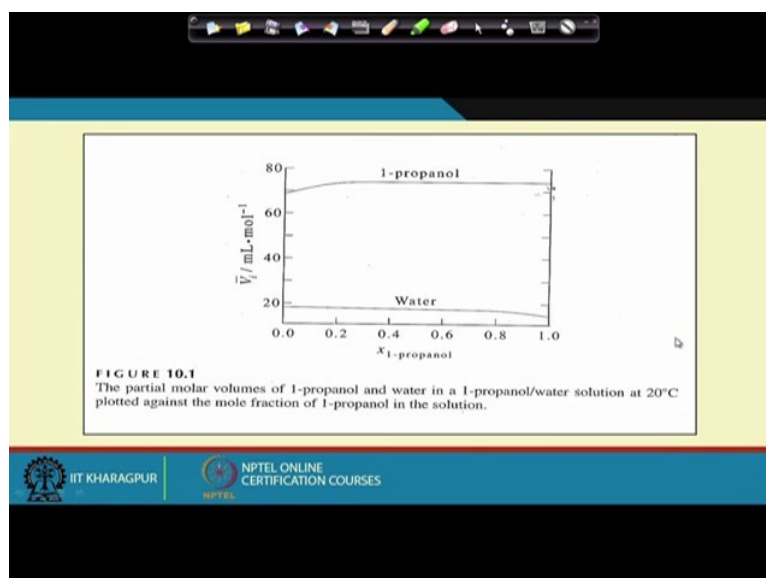 80
1-propanol
60
V̄i / mL·mol⁻¹
40
20
Water
0.0 0.2 0.4 0.6 0.8 1.0
x1-propanol
FIGURE 10.1
The partial molar volumes of 1-propanol and water in a 1-propanol/water solution at 20°C
plotted against the mole fraction of 1-propanol in the solution.
IIT KHARAGPUR
NPTEL
NPTEL ONLINE
CERTIFICATION COURSES